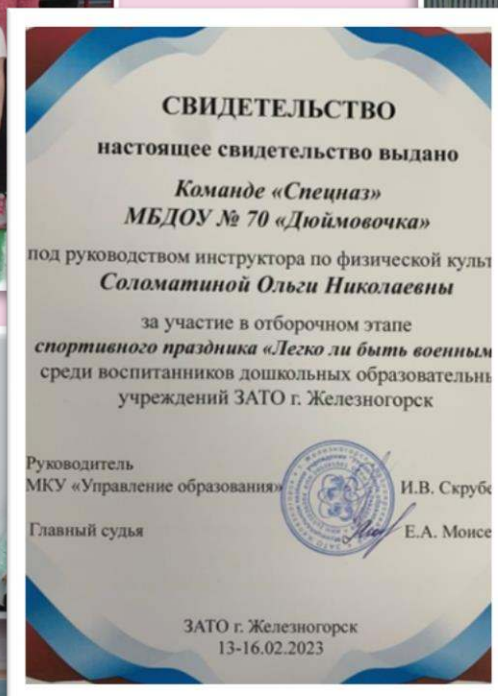 СВИДЕТЕЛЬСТВО
настоящее свидетельство выдано
Команде «Спецназ»
МБДОУ № 70 «Дюймовочка»
под руководством инструктора по физической культ
Соломатиной Ольги Николаевны
за участие в отборочном этапе
спортивного праздника «Легко ли быть военным
среди воспитанников дошкольных образовательн
учреждений ЗАТО г. Железногорск
Руководитель
МКУ «Управление образования» И.В. Скрубе
Главный судья Е.А. Моисе
ЗАТО г. Железногорск
13-16.02.2023